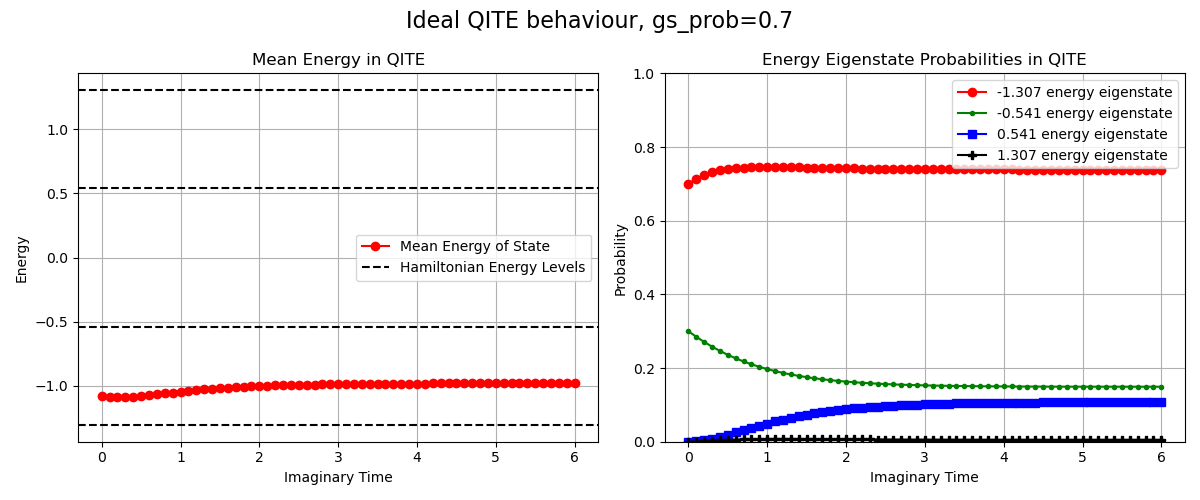 Ideal QITE behaviour, gs_prob=0.7
Mean Energy in QITE
Energy
1.0
0.5
0.0
−0.5
−1.0
Mean Energy of State
Hamiltonian Energy Levels
0 1 2 3 4 5 6
Imaginary Time
Energy Eigenstate Probabilities in QITE
Probability
1.0
0.8
0.6
0.4
0.2
0.0
-1.307 energy eigenstate
-0.541 energy eigenstate
0.541 energy eigenstate
1.307 energy eigenstate
0 1 2 3 4 5 6
Imaginary Time